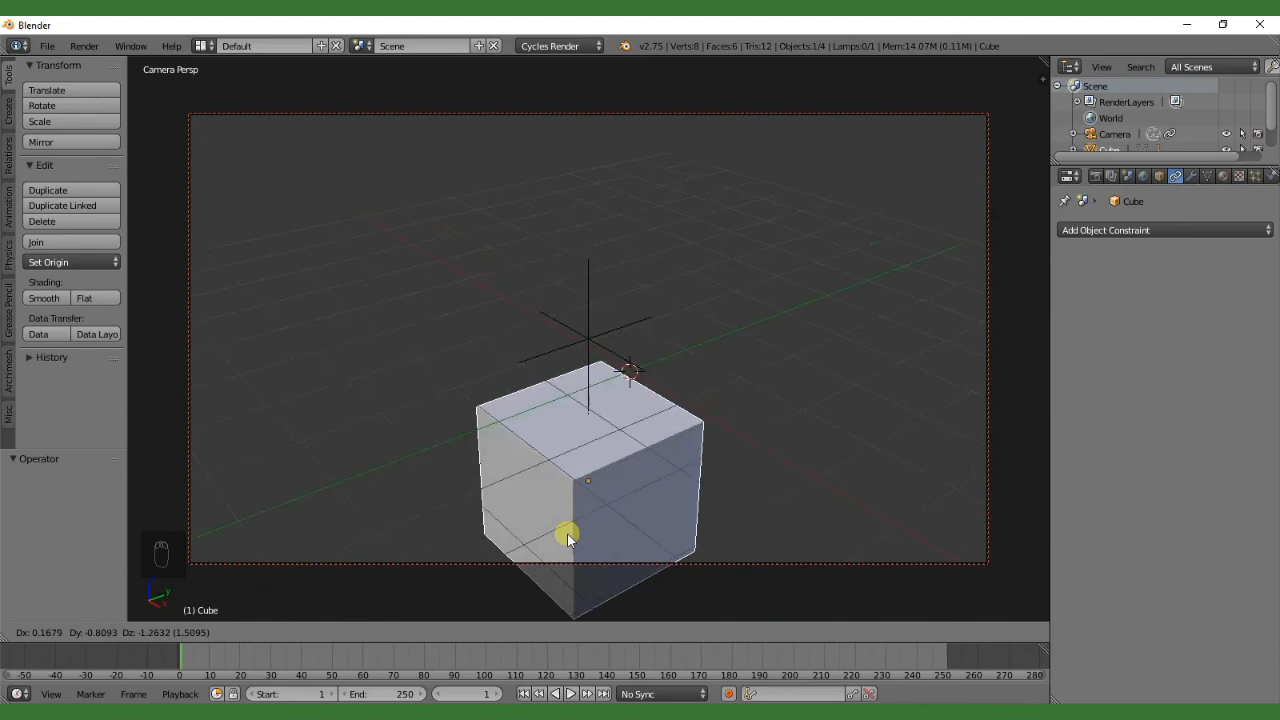 Blender
File Render Window Help Default Scene Cycles Render v2.75 | Verts:8 | Faces:6 | Tris:12 | Objects:1/4 | Lamps:0/1 | Mem:14.07M (0.11M) | Cube
Tools
Create
Relations
Animation
Physics
Grease Pencil
Archimesh
Misc
Transform
Translate
Rotate
Scale
Mirror
Edit
Duplicate
Duplicate Linked
Delete
Join
Set Origin
Shading:
Smooth Flat
Data Transfer:
Data Data Layo
History
Operator
Camera Persp
(1) Cube
View Search All Scenes
Scene
RenderLayers
World
Camera
Cube
Cube
Add Object Constraint
Dx: 0.1679 Dy: -0.8093 Dz: -1.2632 (1.5095)
-50 -40 -30 -20 -10 0 10 20 30 40 50 60 70 80 90 100 110 120 130 140 150 160 170 180 190 200 210 220 230 240 250 260 270 280
View Marker Frame Playback Start: 1 End: 250 1 No Sync